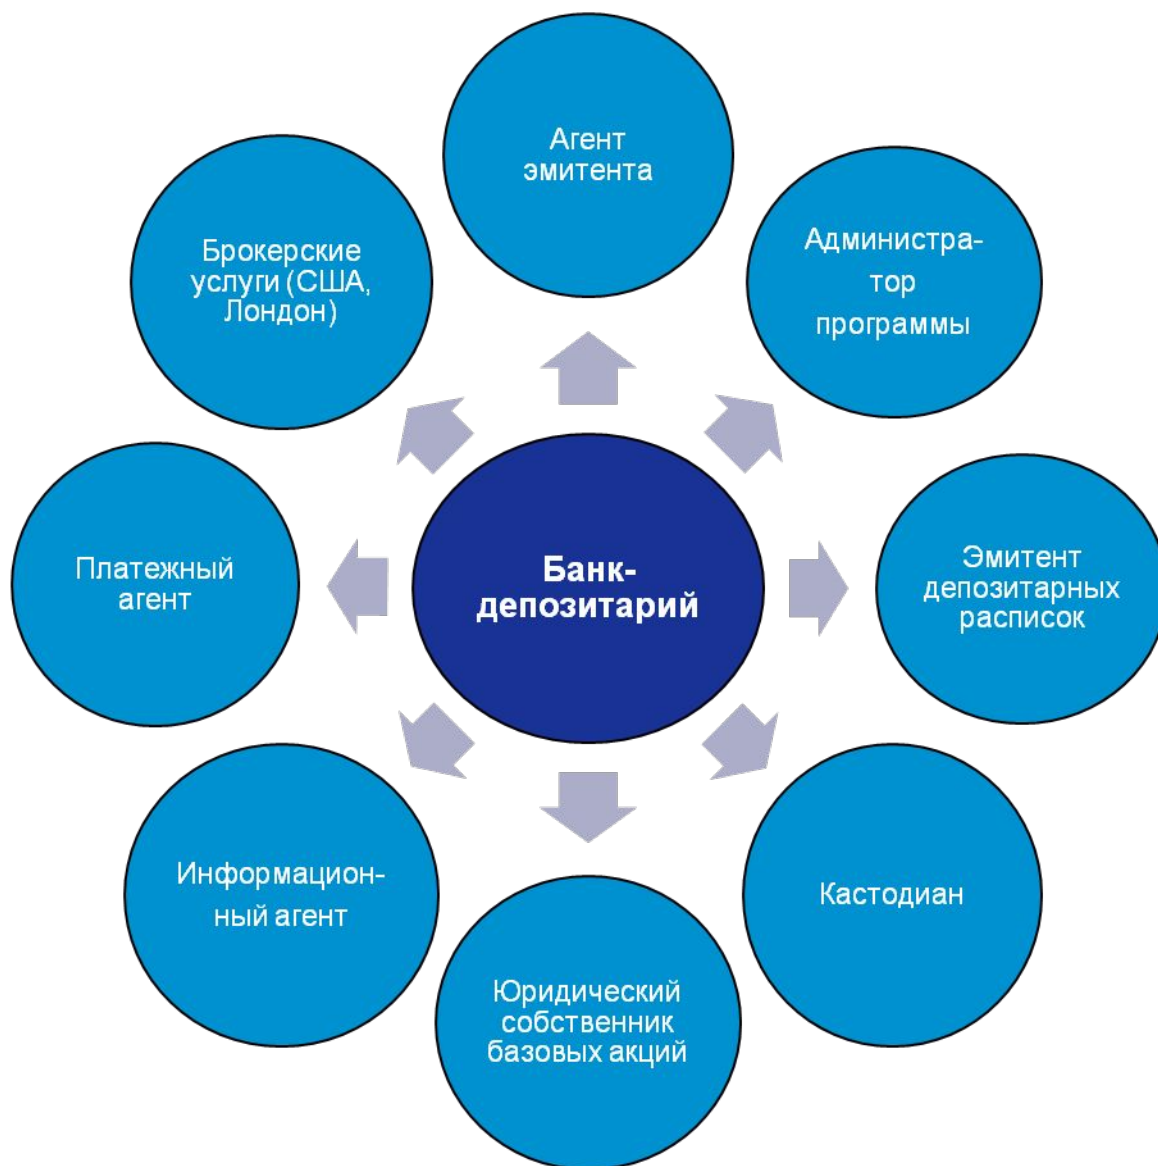 Агент
эмитента
Администра-
тор
программы
Брокерские
услуги (США,
Лондон)
Банк-
депозитарий
Эмитент
депозитарных
расписок
Платежный
агент
Информацион-
ный агент
Кастодиан
Юридический
собственник
базовых акций